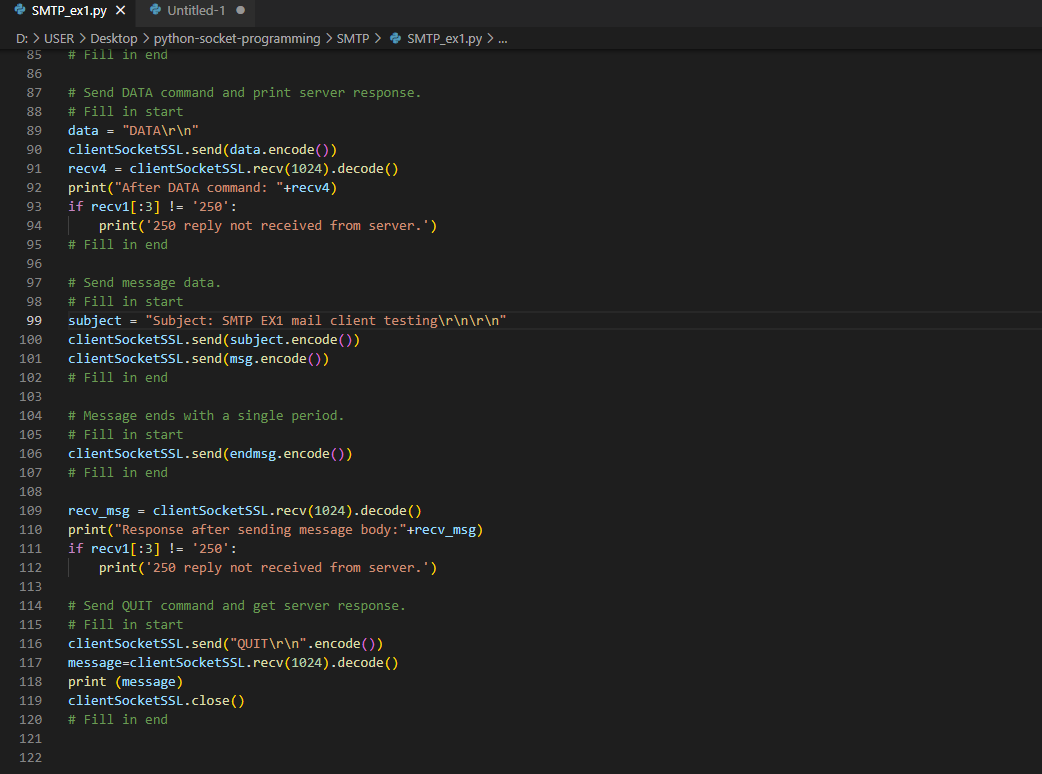 SMTP_ex1.py × Untitled-1 ●
D: > USER > Desktop > python-socket-programming > SMTP > SMTP_ex1.py > ...
85 # Fill in end
86
87 # Send DATA command and print server response.
88 # Fill in start
89 data = "DATA\r\n"
90 clientSocketSSL.send(data.encode())
91 recv4 = clientSocketSSL.recv(1024).decode()
92 print("After DATA command: "+recv4)
93 if recv1[:3] != '250':
94     print('250 reply not received from server.')
95 # Fill in end
96
97 # Send message data.
98 # Fill in start
99 subject = "Subject: SMTP EX1 mail client testing\r\n\r\n"
100 clientSocketSSL.send(subject.encode())
101 clientSocketSSL.send(msg.encode())
102 # Fill in end
103
104 # Message ends with a single period.
105 # Fill in start
106 clientSocketSSL.send(endmsg.encode())
107 # Fill in end
108
109 recv_msg = clientSocketSSL.recv(1024).decode()
110 print("Response after sending message body:"+recv_msg)
111 if recv1[:3] != '250':
112     print('250 reply not received from server.')
113
114 # Send QUIT command and get server response.
115 # Fill in start
116 clientSocketSSL.send("QUIT\r\n".encode())
117 message=clientSocketSSL.recv(1024).decode()
118 print (message)
119 clientSocketSSL.close()
120 # Fill in end
121
122